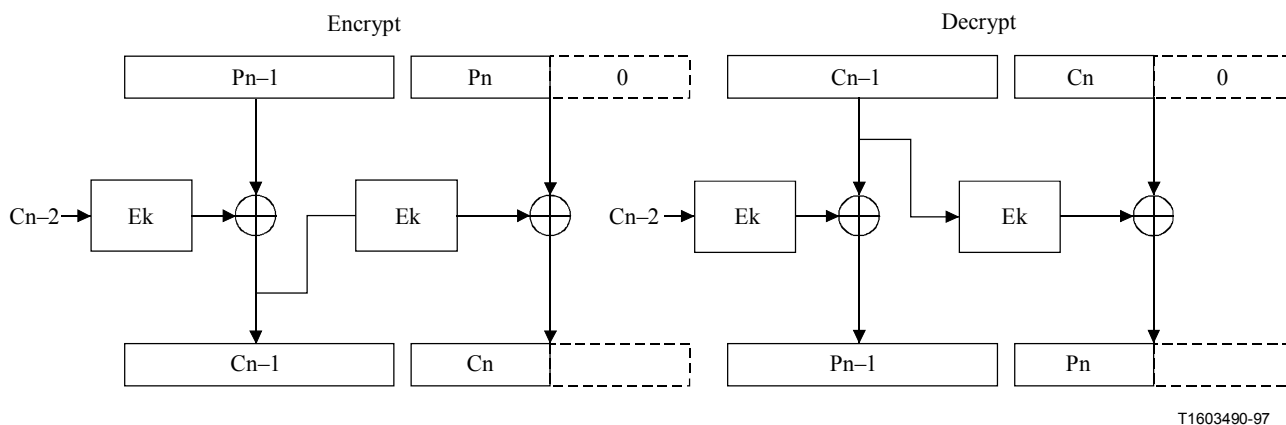 Encrypt
Decrypt
Pn–1
Pn
0
Cn–1
Cn
0
Cn–2
Ek
Ek
Cn–2
Ek
Ek
Cn–1
Cn
Pn–1
Pn
T1603490-97